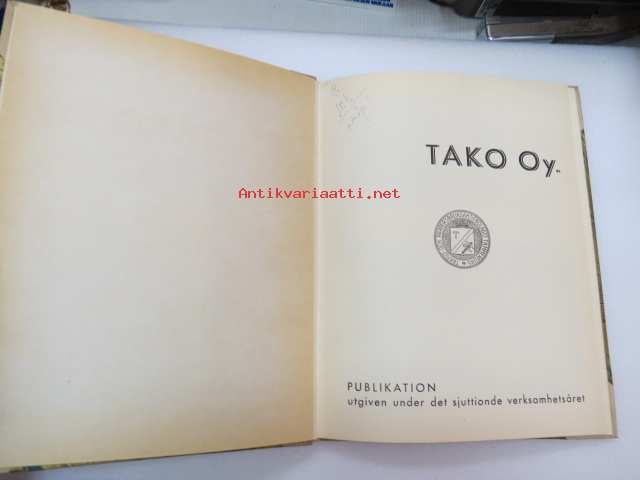 TAKO Oy.
Antikvariaatti.net
PUBLIKATION
utgiven under det sjuttionde verksamhetsåret